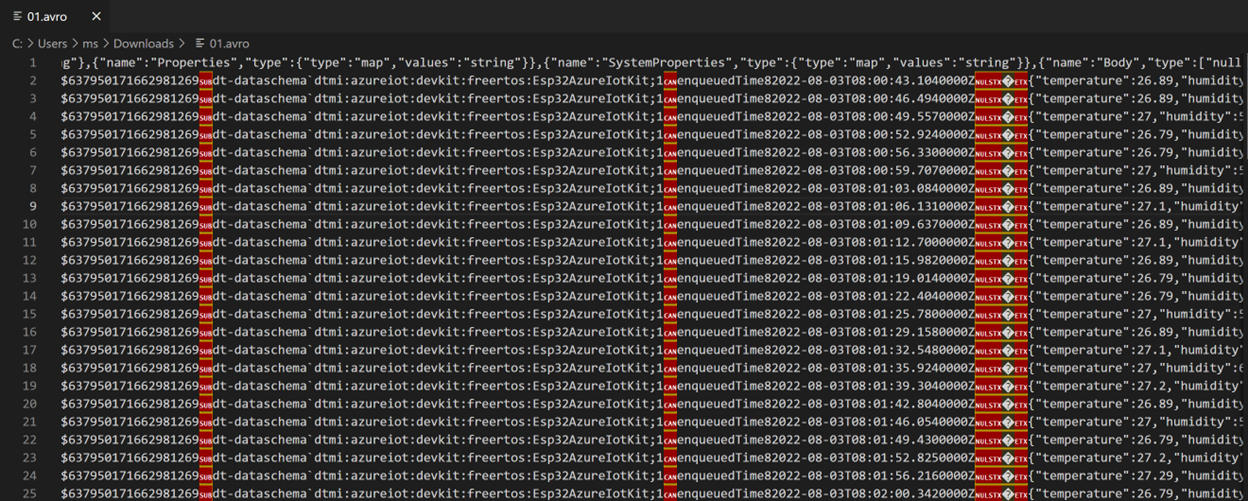 01.avro
C: > Users > ms > Downloads > 01.avro
1 ng"},{"name":"Properties","type":{"type":"map","values":"string"}},{"name":"SystemProperties","type":{"type":"map","values":"string"}},{"name":"Body","type":["null
2 $637950171662981269SUBdt-dataschema`dtmi:azureiot:devkit:freertos:Esp32AzureIotKit;1CANenqueuedTime82022-08-03T08:00:43.1040000ZNULSTX�ETX{"temperature":26.89,"humidity
3 $637950171662981269SUBdt-dataschema`dtmi:azureiot:devkit:freertos:Esp32AzureIotKit;1CANenqueuedTime82022-08-03T08:00:46.4940000ZNULSTX�ETX{"temperature":26.89,"humidity
4 $637950171662981269SUBdt-dataschema`dtmi:azureiot:devkit:freertos:Esp32AzureIotKit;1CANenqueuedTime82022-08-03T08:00:49.5570000ZNULSTX�ETX{"temperature":27,"humidity":5
5 $637950171662981269SUBdt-dataschema`dtmi:azureiot:devkit:freertos:Esp32AzureIotKit;1CANenqueuedTime82022-08-03T08:00:52.9240000ZNULSTX�ETX{"temperature":26.79,"humidity
6 $637950171662981269SUBdt-dataschema`dtmi:azureiot:devkit:freertos:Esp32AzureIotKit;1CANenqueuedTime82022-08-03T08:00:56.3300000ZNULSTX�ETX{"temperature":26.79,"humidity
7 $637950171662981269SUBdt-dataschema`dtmi:azureiot:devkit:freertos:Esp32AzureIotKit;1CANenqueuedTime82022-08-03T08:00:59.7070000ZNULSTX�ETX{"temperature":27,"humidity":5
8 $637950171662981269SUBdt-dataschema`dtmi:azureiot:devkit:freertos:Esp32AzureIotKit;1CANenqueuedTime82022-08-03T08:01:03.0840000ZNULSTX�ETX{"temperature":26.89,"humidity
9 $637950171662981269SUBdt-dataschema`dtmi:azureiot:devkit:freertos:Esp32AzureIotKit;1CANenqueuedTime82022-08-03T08:01:06.1310000ZNULSTX�ETX{"temperature":27.1,"humidity"
10 $637950171662981269SUBdt-dataschema`dtmi:azureiot:devkit:freertos:Esp32AzureIotKit;1CANenqueuedTime82022-08-03T08:01:09.6370000ZNULSTX�ETX{"temperature":26.89,"humidity
11 $637950171662981269SUBdt-dataschema`dtmi:azureiot:devkit:freertos:Esp32AzureIotKit;1CANenqueuedTime82022-08-03T08:01:12.7000000ZNULSTX�ETX{"temperature":27.1,"humidity"
12 $637950171662981269SUBdt-dataschema`dtmi:azureiot:devkit:freertos:Esp32AzureIotKit;1CANenqueuedTime82022-08-03T08:01:15.9820000ZNULSTX�ETX{"temperature":26.89,"humidity
13 $637950171662981269SUBdt-dataschema`dtmi:azureiot:devkit:freertos:Esp32AzureIotKit;1CANenqueuedTime82022-08-03T08:01:19.0140000ZNULSTX�ETX{"temperature":26.79,"humidity
14 $637950171662981269SUBdt-dataschema`dtmi:azureiot:devkit:freertos:Esp32AzureIotKit;1CANenqueuedTime82022-08-03T08:01:22.4040000ZNULSTX�ETX{"temperature":26.79,"humidity
15 $637950171662981269SUBdt-dataschema`dtmi:azureiot:devkit:freertos:Esp32AzureIotKit;1CANenqueuedTime82022-08-03T08:01:25.7800000ZNULSTX�ETX{"temperature":27,"humidity":5
16 $637950171662981269SUBdt-dataschema`dtmi:azureiot:devkit:freertos:Esp32AzureIotKit;1CANenqueuedTime82022-08-03T08:01:29.1580000ZNULSTX�ETX{"temperature":26.89,"humidity
17 $637950171662981269SUBdt-dataschema`dtmi:azureiot:devkit:freertos:Esp32AzureIotKit;1CANenqueuedTime82022-08-03T08:01:32.5480000ZNULSTX�ETX{"temperature":27.1,"humidity"
18 $637950171662981269SUBdt-dataschema`dtmi:azureiot:devkit:freertos:Esp32AzureIotKit;1CANenqueuedTime82022-08-03T08:01:35.9240000ZNULSTX�ETX{"temperature":27,"humidity":6
19 $637950171662981269SUBdt-dataschema`dtmi:azureiot:devkit:freertos:Esp32AzureIotKit;1CANenqueuedTime82022-08-03T08:01:39.3040000ZNULSTX�ETX{"temperature":27.2,"humidity"
20 $637950171662981269SUBdt-dataschema`dtmi:azureiot:devkit:freertos:Esp32AzureIotKit;1CANenqueuedTime82022-08-03T08:01:42.8040000ZNULSTX�ETX{"temperature":26.89,"humidity
21 $637950171662981269SUBdt-dataschema`dtmi:azureiot:devkit:freertos:Esp32AzureIotKit;1CANenqueuedTime82022-08-03T08:01:46.0540000ZNULSTX�ETX{"temperature":27,"humidity":5
22 $637950171662981269SUBdt-dataschema`dtmi:azureiot:devkit:freertos:Esp32AzureIotKit;1CANenqueuedTime82022-08-03T08:01:49.4300000ZNULSTX�ETX{"temperature":26.79,"humidity
23 $637950171662981269SUBdt-dataschema`dtmi:azureiot:devkit:freertos:Esp32AzureIotKit;1CANenqueuedTime82022-08-03T08:01:52.8250000ZNULSTX�ETX{"temperature":27.2,"humidity"
24 $637950171662981269SUBdt-dataschema`dtmi:azureiot:devkit:freertos:Esp32AzureIotKit;1CANenqueuedTime82022-08-03T08:01:56.2160000ZNULSTX�ETX{"temperature":27.29,"humidity
25 $637950171662981269SUBdt-dataschema`dtmi:azureiot:devkit:freertos:Esp32AzureIotKit;1CANenqueuedTime82022-08-03T08:02:00.3420000ZNULSTX�ETX{"temperature":26.79,"humidity